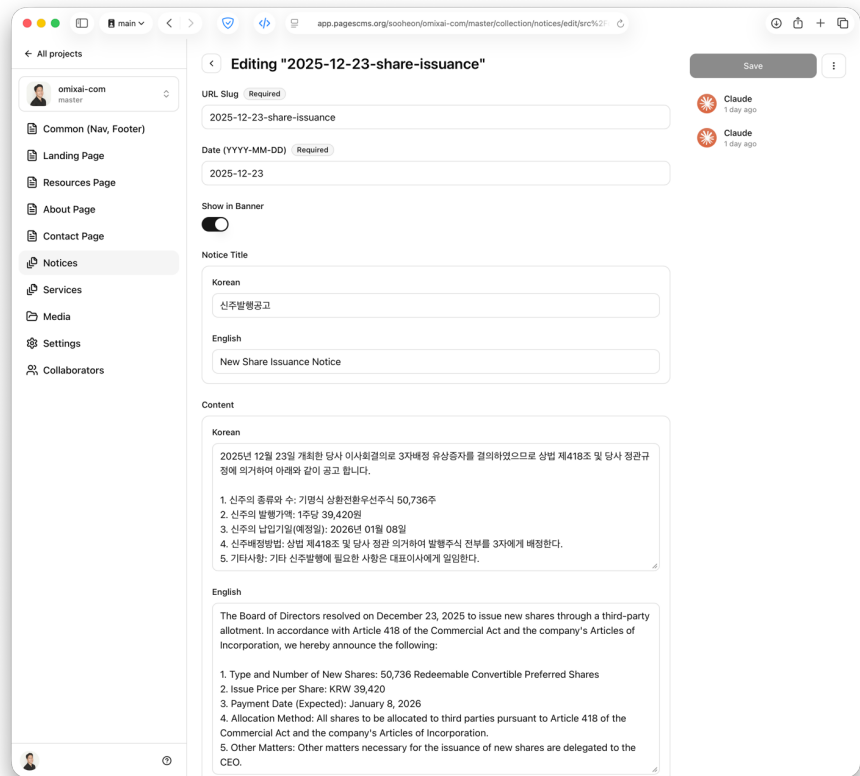 main
app.pagescms.org/sooheon/omixai-com/master/collection/notices/edit/src%2F
All projects
omixai-com
master
Common (Nav, Footer)
Landing Page
Resources Page
About Page
Contact Page
Notices
Services
Media
Settings
Collaborators
Editing "2025-12-23-share-issuance"
URL Slug Required
2025-12-23-share-issuance
Date (YYYY-MM-DD) Required
2025-12-23
Show in Banner
Notice Title
Korean
신주발행공고
English
New Share Issuance Notice
Content
Korean
2025년 12월 23일 개최한 당사 이사회결의로 3자배정 유상증자를 결의하였으므로 상법 제418조 및 당사 정관규
정에 의거하여 아래와 같이 공고 합니다.
1. 신주의 종류와 수: 기명식 상환전환우선주식 50,736주
2. 신주의 발행가액: 1주당 39,420원
3. 신주의 납입기일(예정일): 2026년 01월 08일
4. 신주배정방법: 상법 제418조 및 당사 정관 의거하여 발행주식 전부를 3자에게 배정한다.
5. 기타사항: 기타 신주발행에 필요한 사항은 대표이사에게 일임한다.
English
The Board of Directors resolved on December 23, 2025 to issue new shares through a third-party
allotment. In accordance with Article 418 of the Commercial Act and the company's Articles of
Incorporation, we hereby announce the following:
1. Type and Number of New Shares: 50,736 Redeemable Convertible Preferred Shares
2. Issue Price per Share: KRW 39,420
3. Payment Date (Expected): January 8, 2026
4. Allocation Method: All shares to be allocated to third parties pursuant to Article 418 of the
Commercial Act and the company's Articles of Incorporation.
5. Other Matters: Other matters necessary for the issuance of new shares are delegated to the
CEO.
Save
Claude
1 day ago
Claude
1 day ago